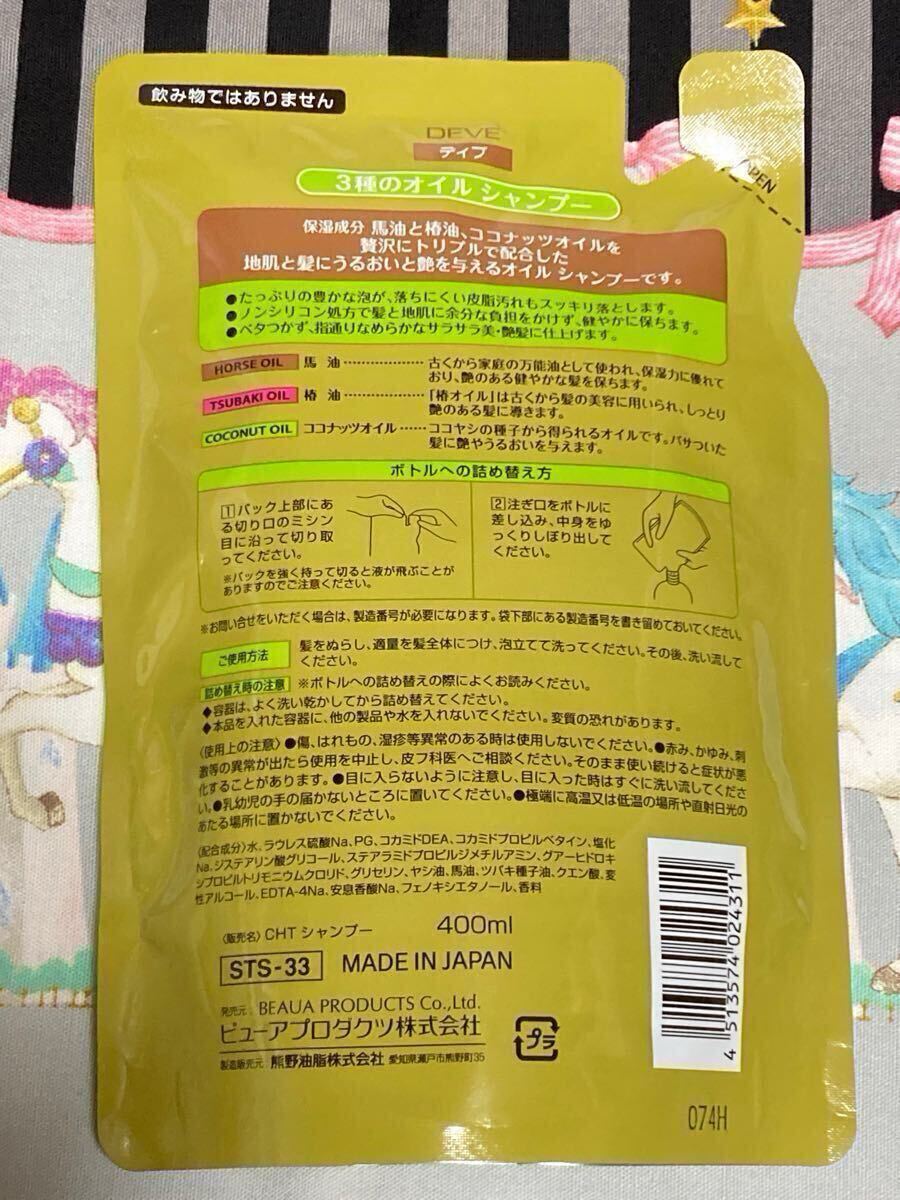 飲み物ではありません
DEVE
ディブ
3種のオイル シャンプー
OPEN
保湿成分 馬油と椿油、ココナッツオイルを
贅沢にトリプルで配合した
地肌と髪にうるおいと艶を与えるオイル シャンプーです。
●たっぷりの豊かな泡が、落ちにくい皮脂汚れもスッキリ落とします。
●ノンシリコン処方で髪と地肌に余分な負担をかけず、健やかに保ちます。
●ベタつかず、指通りなめらかなサラサラ美・艶髪に仕上げます。
HORSE OIL 馬 油………………古くから家庭の万能油として使われ、保湿力に優れて
おり、艶のある健やかな髪を保ちます。
TSUBAKI OIL 椿 油………………「椿オイル」は古くから髪の美容に用いられ、しっとり
艶のある髪に導きます。
COCONUT OIL ココナッツオイル……ココヤシの種子から得られるオイルです。パサついた
髪に艶やうるおいを与えます。
ボトルへの詰め替え方
1 パック上部にあ
る切り口のミシン
目に沿って切り取
ってください。
※パックを強く持って切ると液が飛ぶことが
ありますのでご注意ください。
2 注ぎ口をボトルに
差し込み、中身をゆ
っくりしぼり出して
ください。
※お問い合せをいただく場合は、製造番号が必要になります。袋下部にある製造番号を書き留めておいてください。
ご使用方法 髪をぬらし、適量を髪全体につけ、泡立てて洗ってください。その後、洗い流して
ください。
詰め替え時の注意 ※ボトルへの詰め替えの際によくお読みください。
◆容器は、よく洗い乾かしてから詰め替えてください。
◆本品を入れた容器に、他の製品や水を入れないでください。変質の恐れがあります。
〈使用上の注意〉●傷、はれもの、湿疹等異常のある時は使用しないでください。●赤み、かゆみ、刺
激等の異常が出たら使用を中止し、皮フ科医へご相談ください。そのまま使い続けると症状が悪
化することがあります。●目に入らないように注意し、目に入った時はすぐに洗い流してくださ
い。●乳幼児の手の届かないところに置いてください。●極端に高温又は低温の場所や直射日光の
あたる場所に置かないでください。
〈配合成分〉水、ラウレス硫酸Na、PG、コカミドDEA、コカミドプロピルベタイン、塩化
Na、ジステアリン酸グリコール、ステアラミドプロピルジメチルアミン、グアーヒドロキ
シプロピルトリモニウムクロリド、グリセリン、ヤシ油、馬油、ツバキ種子油、クエン酸、変
性アルコール、EDTA-4Na、安息香酸Na、フェノキシエタノール、香料
〈販売名〉CHT シャンプー 400ml
STS-33 MADE IN JAPAN
発売元 BEAUA PRODUCTS Co.,Ltd.
ビューアプロダクツ株式会社
製造販売元 熊野油脂株式会社 愛知県瀬戸市熊野町35
プラ
4 513574 024311
074H